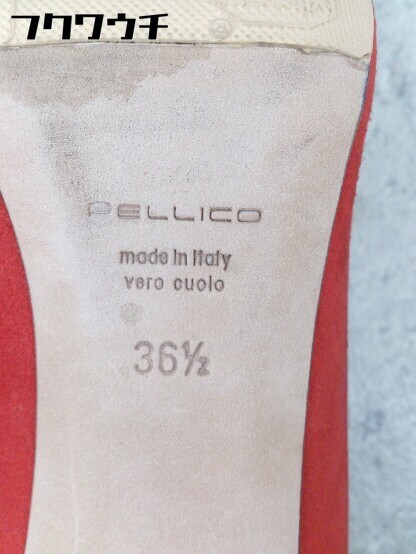 フクワウチ
PELLICO
made in Italy
vero cuoio
36½